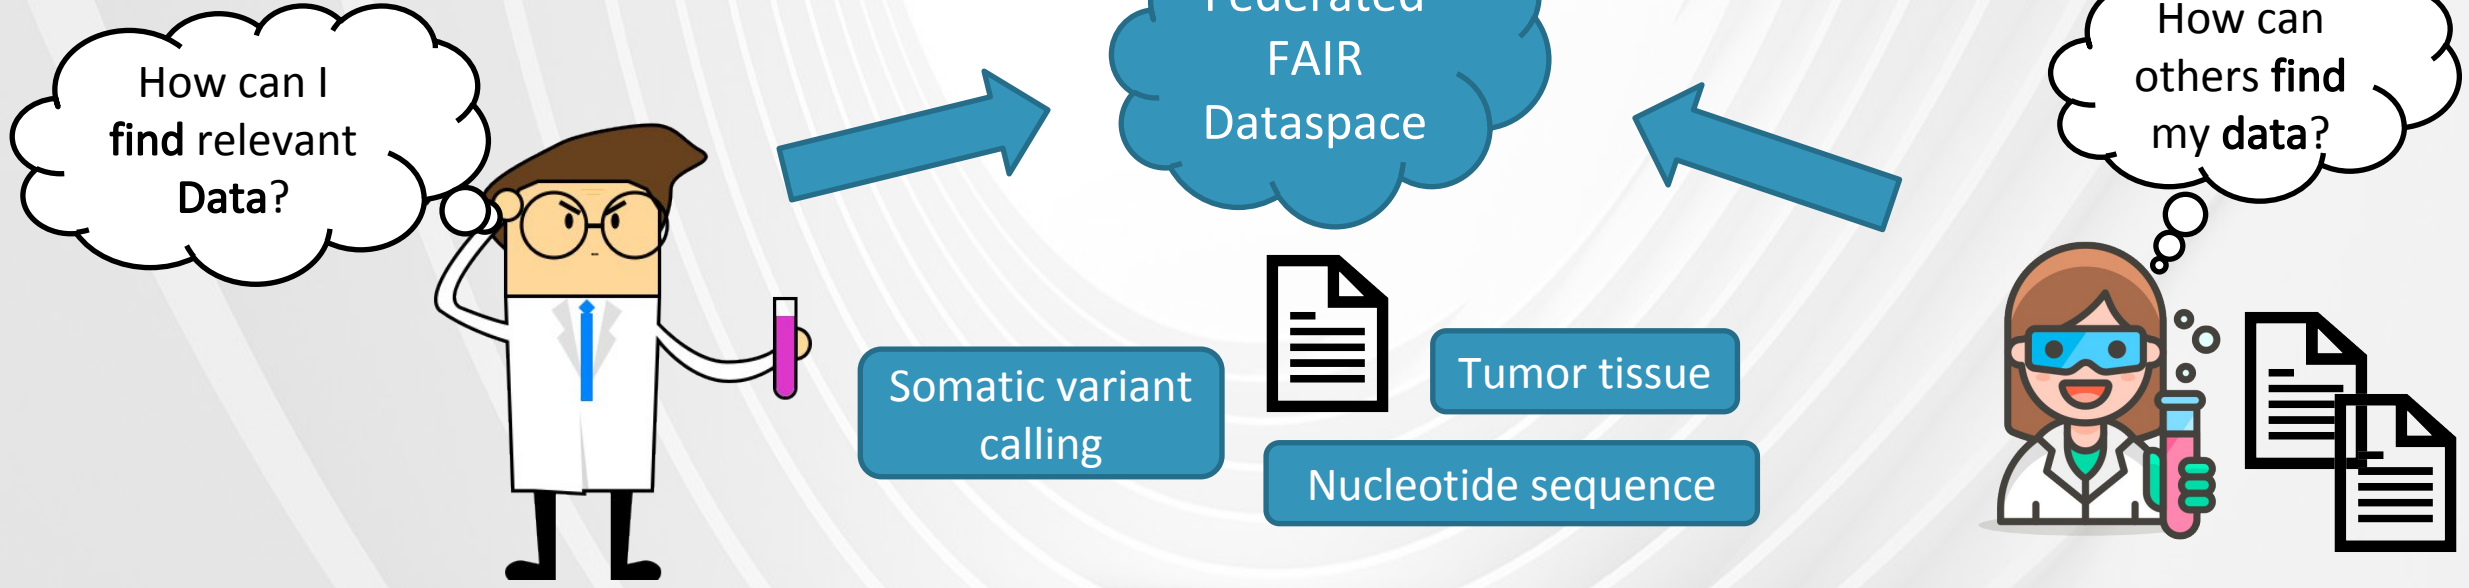 How can I
find relevant
Data?
Federated
FAIR
Dataspace
How can
others find
my data?
Somatic variant
calling
Tumor tissue
Nucleotide sequence